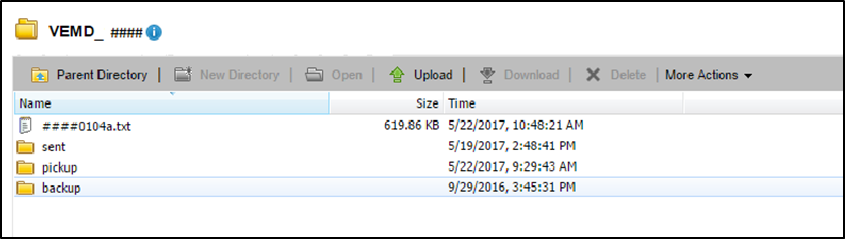 VEMD_ ####
Parent Directory | New Directory | Open | Upload | Download | Delete | More Actions
Name Size Time
####0104a.txt 619.86 KB 5/22/2017, 10:48:21 AM
sent 5/19/2017, 2:48:41 PM
pickup 5/22/2017, 9:29:43 AM
backup 9/29/2016, 3:45:31 PM